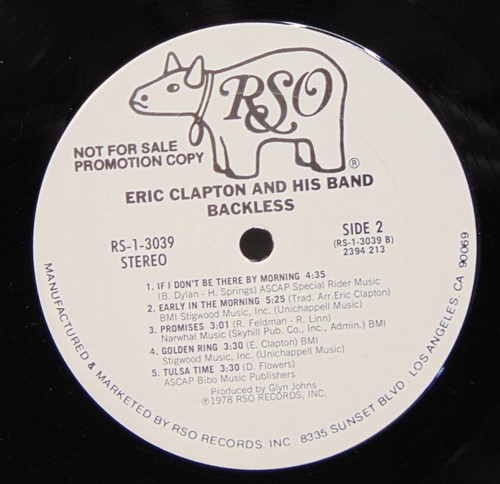 RSO
®
NOT FOR SALE
PROMOTION COPY
ERIC CLAPTON AND HIS BAND
BACKLESS
RS-1-3039
STEREO
SIDE 2
(RS-1-3039 B)
2394 213
1. IF I DON'T BE THERE BY MORNING 4:35
(B. Dylan - H. Springs) ASCAP Special Rider Music
2. EARLY IN THE MORNING 5:25 (Trad. Arr. Eric Clapton)
BMI Stigwood Music, Inc. (Unichappell Music)
3. PROMISES 3:01 (R. Feldman - R. Linn)
Narwhal Music (Skyhill Pub. Co., Inc., Admin.) BMI
4. GOLDEN RING 3:30 (E. Clapton) BMI
Stigwood Music, Inc. (Unichappell Music)
5. TULSA TIME 3:30 (D. Flowers)
ASCAP Bibo Music Publishers
Produced by Glyn Johns
℗1978 RSO RECORDS, INC.
MANUFACTURED & MARKETED BY RSO RECORDS, INC., 8335 SUNSET BLVD., LOS ANGELES, CA. 90069